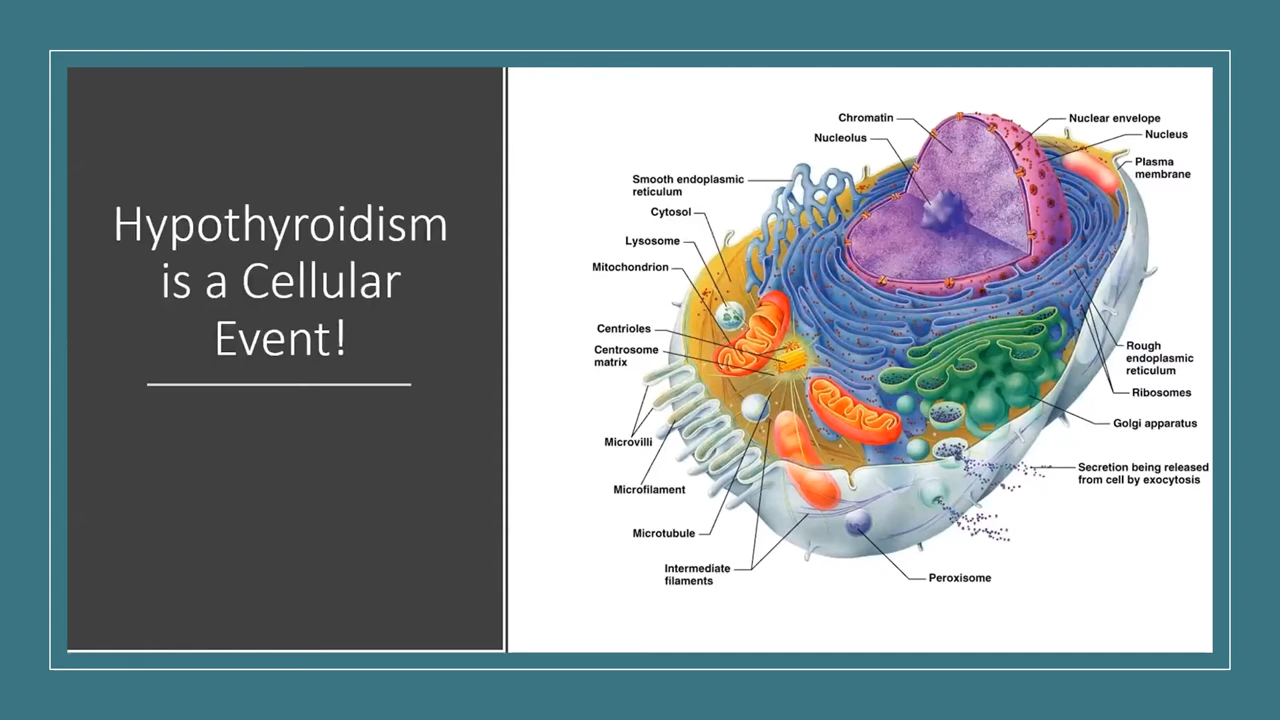 Hypothyroidism
is a Cellular
Event!
Chromatin
Nucleolus
Smooth endoplasmic
reticulum
Cytosol
Lysosome
Mitochondrion
Centrioles
Centrosome
matrix
Microvilli
Microfilament
Microtubule
Intermediate
filaments
Nuclear envelope
Nucleus
Plasma
membrane
Rough
endoplasmic
reticulum
Ribosomes
Golgi apparatus
Secretion being released
from cell by exocytosis
Peroxisome